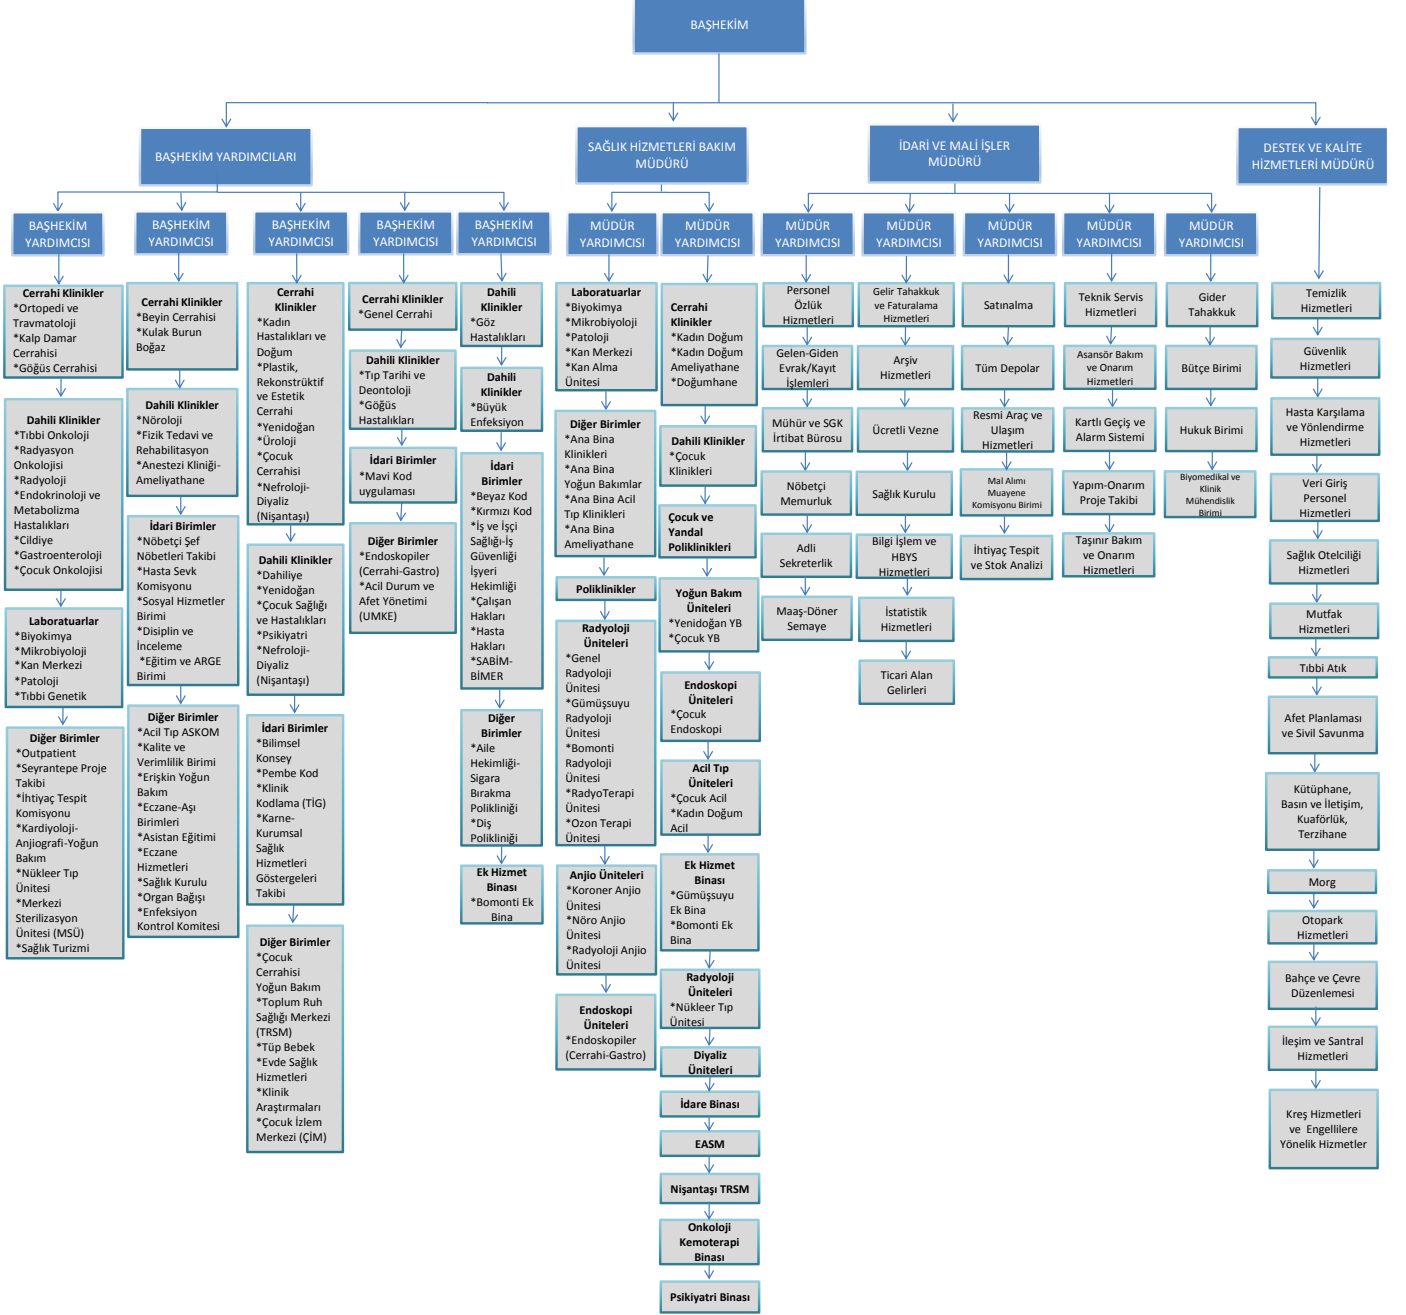 BAŞHEKİM
BAŞHEKİM YARDIMCILARI
SAĞLIK HİZMETLERİ BAKIM
MÜDÜRÜ
İDARİ VE MALİ İŞLER
MÜDÜRÜ
DESTEK VE KALİTE
HİZMETLERİ MÜDÜRÜ
BAŞHEKİM
YARDIMCISI
Cerrahi Klinikler
*Ortopedi ve
Travmatoloji
*Kalp Damar
Cerrahisi
*Göğüs Cerrahisi
Dahili Klinikler
*Tıbbi Onkoloji
*Radyasyon
Onkolojisi
*Radyoloji
*Endokrinoloji ve
Metabolizma
Hastalıkları
*Cildiye
*Gastroenteroloji
*Çocuk Onkolojisi
Laboratuarlar
*Biyokimya
*Mikrobiyoloji
*Kan Merkezi
*Patoloji
*Tıbbi Genetik
Diğer Birimler
*Outpatient
*Seyrantepe Proje
Takibi
*İhtiyaç Tespit
Komisyonu
*Kardiyoloji-
Anjiografi-Yoğun
Bakım
*Nükleer Tıp
Ünitesi
*Merkezi
Sterilizasyon
Ünitesi (MSÜ)
*Sağlık Turizmi
BAŞHEKİM
YARDIMCISI
Cerrahi Klinikler
*Beyin Cerrahisi
*Kulak Burun
Boğaz
Dahili Klinikler
*Nöroloji
*Fizik Tedavi ve
Rehabilitasyon
*Anestezi Kliniği-
Ameliyathane
İdari Birimler
*Nöbetçi Şef
Nöbetleri Takibi
*Hasta Sevk
Komisyonu
*Sosyal Hizmetler
Birimi
*Disiplin ve
İnceleme
*Eğitim ve ARGE
Birimi
Diğer Birimler
*Acil Tıp ASKOM
*Kalite ve
Verimlilik Birimi
*Erişkin Yoğun
Bakım
*Eczane-Aşı
Birimleri
*Asistan Eğitimi
*Eczane
Hizmetleri
*Sağlık Kurulu
*Organ Bağışı
*Enfeksiyon
Kontrol Komitesi
BAŞHEKİM
YARDIMCISI
Cerrahi
Klinikler
*Kadın
Hastalıkları ve
Doğum
*Plastik,
Rekonstrüktif
ve Estetik
Cerrahi
*Yenidoğan
*Üroloji
*Çocuk
Cerrahisi
*Nefroloji-
Diyaliz
(Nişantaşı)
Dahili Klinikler
*Dahiliye
*Yenidoğan
*Çocuk Sağlığı
ve Hastalıkları
*Psikiyatri
*Nefroloji-
Diyaliz
(Nişantaşı)
İdari Birimler
*Bilimsel
Konsey
*Pembe Kod
*Klinik
Kodlama (TİG)
*Karne-
Kurumsal
Sağlık
Hizmetleri
Göstergeleri
Takibi
Diğer Birimler
*Çocuk
Cerrahisi
Yoğun Bakım
*Toplum Ruh
Sağlığı Merkezi
(TRSM)
*Tüp Bebek
*Evde Sağlık
Hizmetleri
*Klinik
Araştırmaları
*Çocuk İzlem
Merkezi (ÇİM)
BAŞHEKİM
YARDIMCISI
Cerrahi Klinikler
*Genel Cerrahi
Dahili Klinikler
*Tıp Tarihi ve
Deontoloji
*Göğüs
Hastalıkları
İdari Birimler
*Mavi Kod
uygulaması
Diğer Birimler
*Endoskopiler
(Cerrahi-Gastro)
*Acil Durum ve
Afet Yönetimi
(UMKE)
BAŞHEKİM
YARDIMCISI
Dahili
Klinikler
*Göz
Hastalıkları
Dahili
Klinikler
*Büyük
Enfeksiyon
İdari
Birimler
*Beyaz Kod
*Kırmızı Kod
*İş ve İşçi
Sağlığı-İş
Güvenliği
İşyeri
Hekimliği
*Çalışan
Hakları
*Hasta
Hakları
*SABİM-
BİMER
Diğer
Birimler
*Aile
Hekimliği-
Sigara
Bırakma
Polikliniği
*Diş
Polikliniği
Ek Hizmet
Binası
*Bomonti Ek
Bina
MÜDÜR
YARDIMCISI
Laboratuarlar
*Biyokimya
*Mikrobiyoloji
*Patoloji
*Kan Merkezi
*Kan Alma
Ünitesi
Diğer Birimler
*Ana Bina
Klinikleri
*Ana Bina
Yoğun Bakımlar
*Ana Bina Acil
Tıp Klinikleri
*Ana Bina
Ameliyathane
Poliklinikler
Radyoloji
Üniteleri
*Genel
Radyoloji
Ünitesi
*Gümüşsuyu
Radyoloji
Ünitesi
*Bomonti
Radyoloji
Ünitesi
*RadyoTerapi
Ünitesi
*Ozon Terapi
Ünitesi
Anjio Üniteleri
*Koroner Anjio
Ünitesi
*Nöro Anjio
Ünitesi
*Radyoloji Anjio
Ünitesi
Endoskopi
Üniteleri
*Endoskopiler
(Cerrahi-Gastro)
MÜDÜR
YARDIMCISI
Cerrahi
Klinikler
*Kadın Doğum
*Kadın Doğum
Ameliyathane
*Doğumhane
Dahili Klinikler
*Çocuk
Klinikleri
Çocuk ve
Yandal
Poliklinikleri
Yoğun Bakım
Üniteleri
*Yenidoğan YB
*Çocuk YB
Endoskopi
Üniteleri
*Çocuk
Endoskopi
Acil Tıp
Üniteleri
*Çocuk Acil
*Kadın Doğum
Acil
Ek Hizmet
Binası
*Gümüşsuyu
Ek Bina
*Bomonti Ek
Bina
Radyoloji
Üniteleri
*Nükleer Tıp
Ünitesi
Diyaliz
Üniteleri
İdare Binası
EASM
Nişantaşı TRSM
Onkoloji
Kemoterapi
Binası
Psikiyatri Binası
MÜDÜR
YARDIMCISI
Personel
Özlük
Hizmetleri
Gelen-Giden
Evrak/Kayıt
İşlemleri
Mühür ve SGK
İrtibat Bürosu
Nöbetçi
Memurluk
Adli
Sekreterlik
Maaş-Döner
Semaye
MÜDÜR
YARDIMCISI
Gelir Tahakkuk
ve Faturalama
Hizmetleri
Arşiv
Hizmetleri
Ücretli Vezne
Sağlık Kurulu
Bilgi İşlem ve
HBYS
Hizmetleri
İstatistik
Hizmetleri
Ticari Alan
Gelirleri
MÜDÜR
YARDIMCISI
Satınalma
Tüm Depolar
Resmi Araç ve
Ulaşım
Hizmetleri
Mal Alımı
Muayene
Komisyonu Birimi
İhtiyaç Tespit
ve Stok Analizi
MÜDÜR
YARDIMCISI
Teknik Servis
Hizmetleri
Asansör Bakım
ve Onarım
Hizmetleri
Kartlı Geçiş ve
Alarm Sistemi
Yapım-Onarım
Proje Takibi
Taşınır Bakım
ve Onarım
Hizmetleri
MÜDÜR
YARDIMCISI
Gider
Tahakkuk
Bütçe Birimi
Hukuk Birimi
Biyomedikal ve
Klinik
Mühendislik
Birimi
Temizlik
Hizmetleri
Güvenlik
Hizmetleri
Hasta Karşılama
ve Yönlendirme
Hizmetleri
Veri Giriş
Personel
Hizmetleri
Sağlık Otelciliği
Hizmetleri
Mutfak
Hizmetleri
Tıbbi Atık
Afet Planlaması
ve Sivil Savunma
Kütüphane,
Basın ve İletişim,
Kuaförlük,
Terzihane
Morg
Otopark
Hizmetleri
Bahçe ve Çevre
Düzenlemesi
İleşim ve Santral
Hizmetleri
Kreş Hizmetleri
ve Engellilere
Yönelik Hizmetler